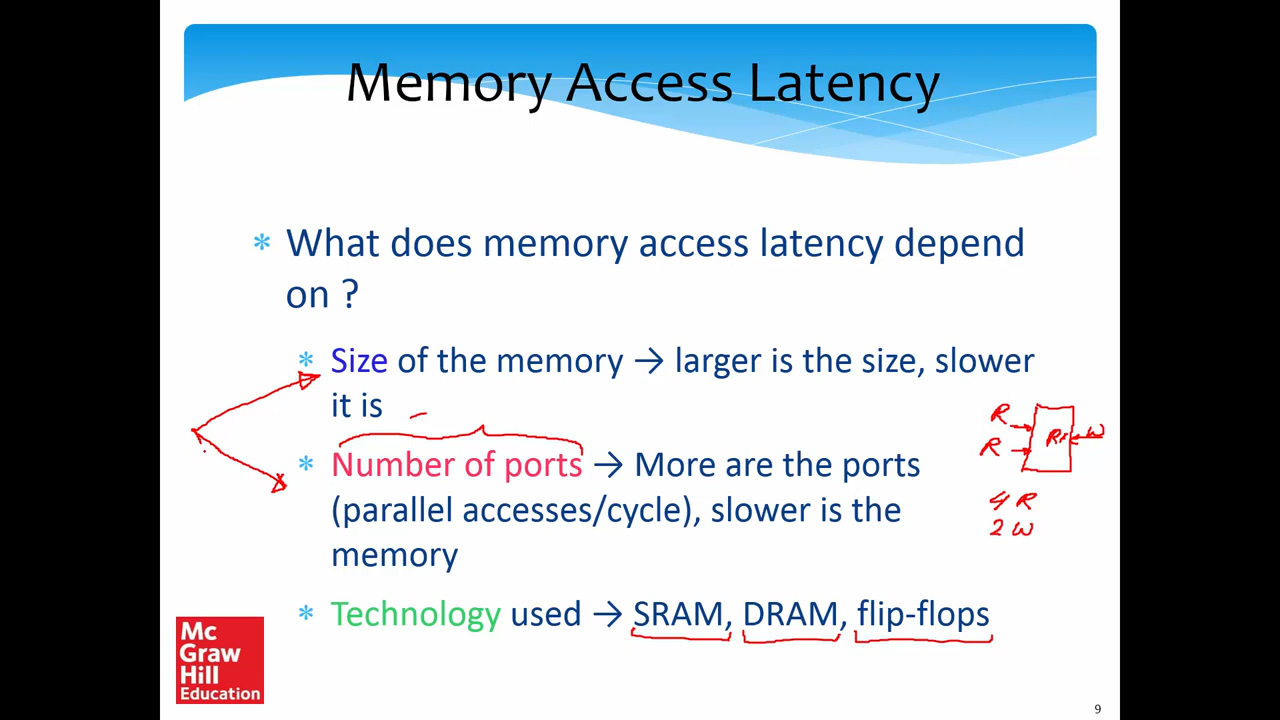 Memory Access Latency
* What does memory access latency depend
on ?
* Size of the memory → larger is the size, slower
it is
* Number of ports → More are the ports
(parallel accesses/cycle), slower is the
memory
* Technology used → SRAM, DRAM, flip-flops
R
R
W
4 R
2 W
Mc
Graw
Hill
Education
9